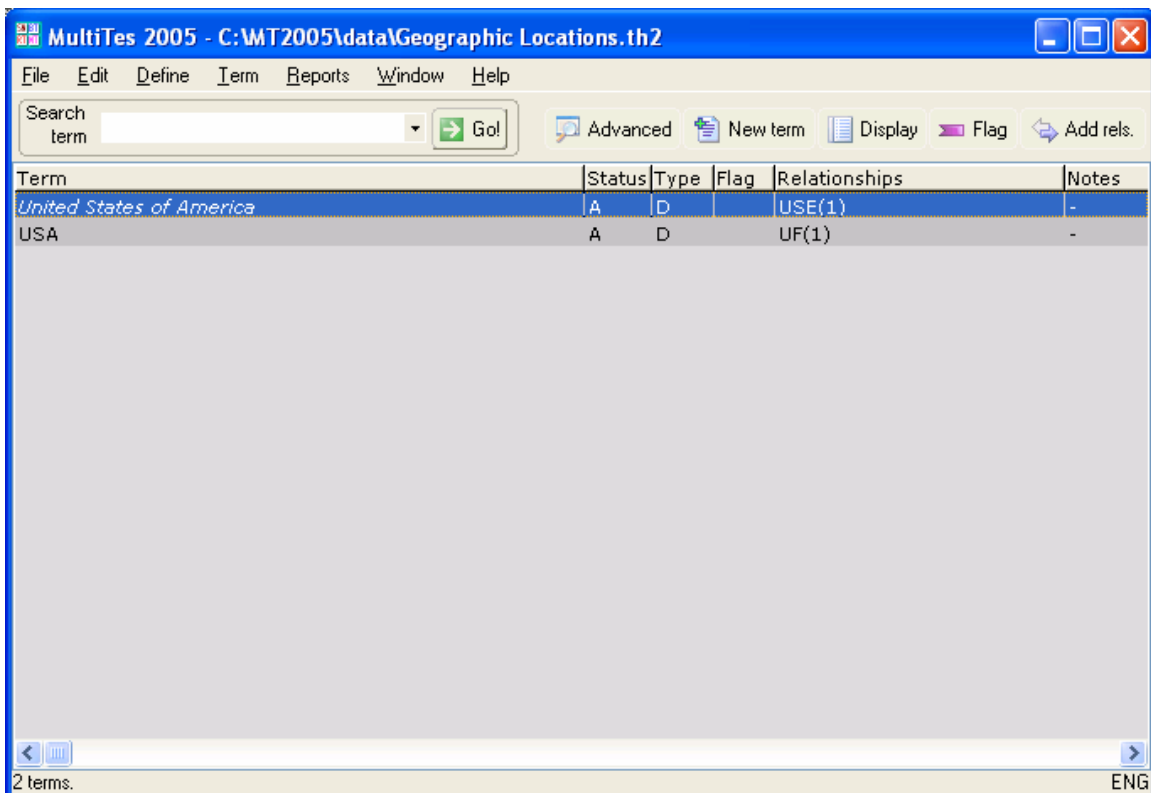 MultiTes 2005 - C:\MT2005\data\Geographic Locations.th2
File Edit Define Term Reports Window Help
Search term Go! Advanced New term Display Flag Add rels.
Term Status Type Flag Relationships Notes
United States of America A D USE(1) -
USA A D UF(1) -
2 terms. ENG